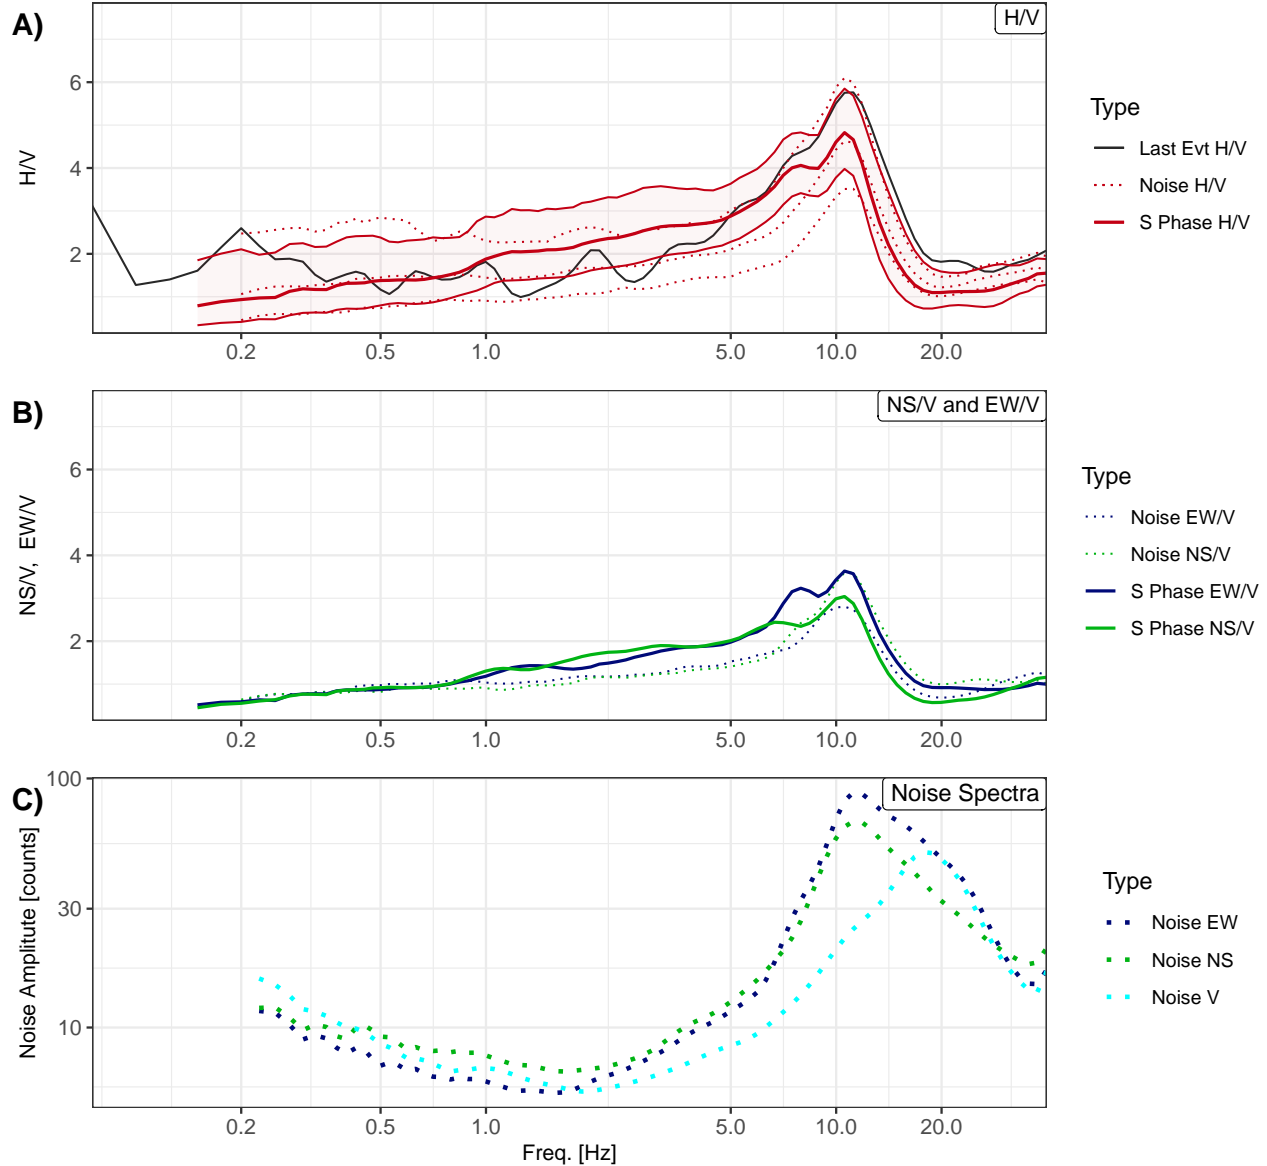 A)
H/V
6
4
2
H/V
0.2 0.5 1.0 5.0 10.0 20.0
Type
Last Evt H/V
Noise H/V
S Phase H/V
B)
NS/V and EW/V
6
4
2
NS/V, EW/V
0.2 0.5 1.0 5.0 10.0 20.0
Type
Noise EW/V
Noise NS/V
S Phase EW/V
S Phase NS/V
C)
Noise Spectra
100
30
10
Noise Amplitute [counts]
0.2 0.5 1.0 5.0 10.0 20.0
Freq. [Hz]
Type
Noise EW
Noise NS
Noise V